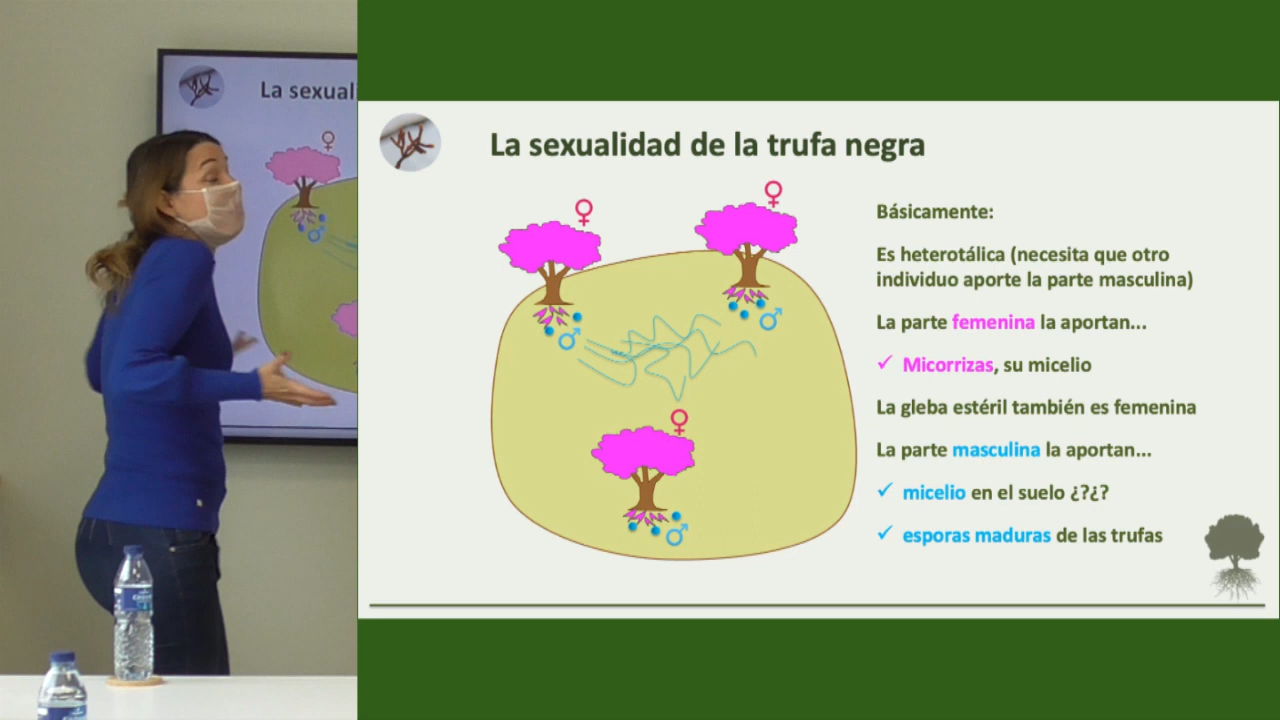 La sexual
La sexualidad de la trufa negra
Básicamente:
Es heterotálica (necesita que otro
individuo aporte la parte masculina)
La parte femenina la aportan...
✓ Micorrizas, su micelio
La gleba estéril también es femenina
La parte masculina la aportan...
✓ micelio en el suelo ¿?¿?
✓ esporas maduras de las trufas